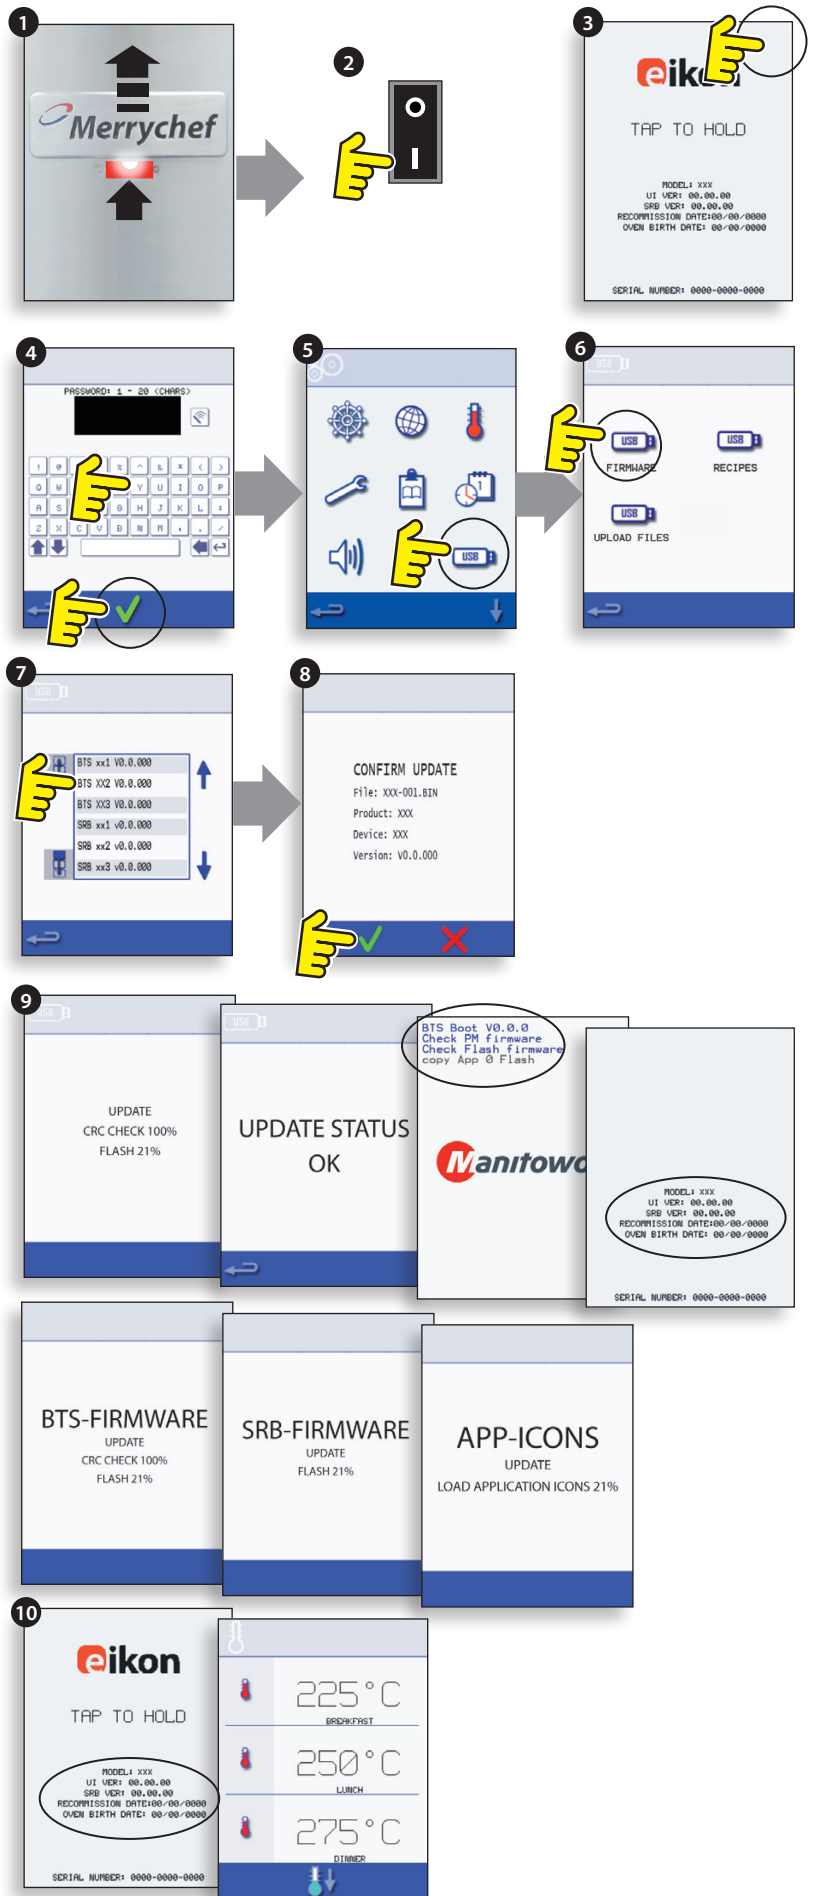 1
Merrychef
2
3
eikon
TAP TO HOLD
MODEL: XXX
UI VER: 00.00.00
SRB VER: 00.00.00
RECOMMISSION DATE:00/00/0000
OVEN BIRTH DATE: 00/00/0000
SERIAL NUMBER: 0000-0000-0000
4
PASSWORD: 1 - 20 (CHARS)
! @ % ^ & * ( )
Q W Y U I O P
A S G H J K L :
Z X C V B N M , . /
5
1
USB
6
USB
USB
FIRMWARE
USB
RECIPES
USB
UPLOAD FILES
7
USB
BTS xx1 V0.0.000
BTS XX2 V0.0.000
BTS XX3 V0.0.000
SRB xx1 v0.0.000
SRB xx2 v0.0.000
SRB xx3 v0.0.000
8
CONFIRM UPDATE
File: XXX-001.BIN
Product: XXX
Device: XXX
Version: V0.0.000
9
USB
UPDATE
CRC CHECK 100%
FLASH 21%
USB
UPDATE STATUS
OK
BTS Boot V0.0.0
Check PM firmware
Check Flash firmware
copy App 0 Flash
Manitowo
MODEL: XXX
UI VER: 00.00.00
SRB VER: 00.00.00
RECOMMISSION DATE:00/00/0000
OVEN BIRTH DATE: 00/00/0000
SERIAL NUMBER: 0000-0000-0000
BTS-FIRMWARE
UPDATE
CRC CHECK 100%
FLASH 21%
SRB-FIRMWARE
UPDATE
FLASH 21%
APP-ICONS
UPDATE
LOAD APPLICATION ICONS 21%
10
eikon
TAP TO HOLD
MODEL: XXX
UI VER: 00.00.00
SRB VER: 00.00.00
RECOMMISSION DATE:00/00/0000
OVEN BIRTH DATE: 00/00/0000
SERIAL NUMBER: 0000-0000-0000
225°C
BREAKFAST
250°C
LUNCH
275°C
DINNER